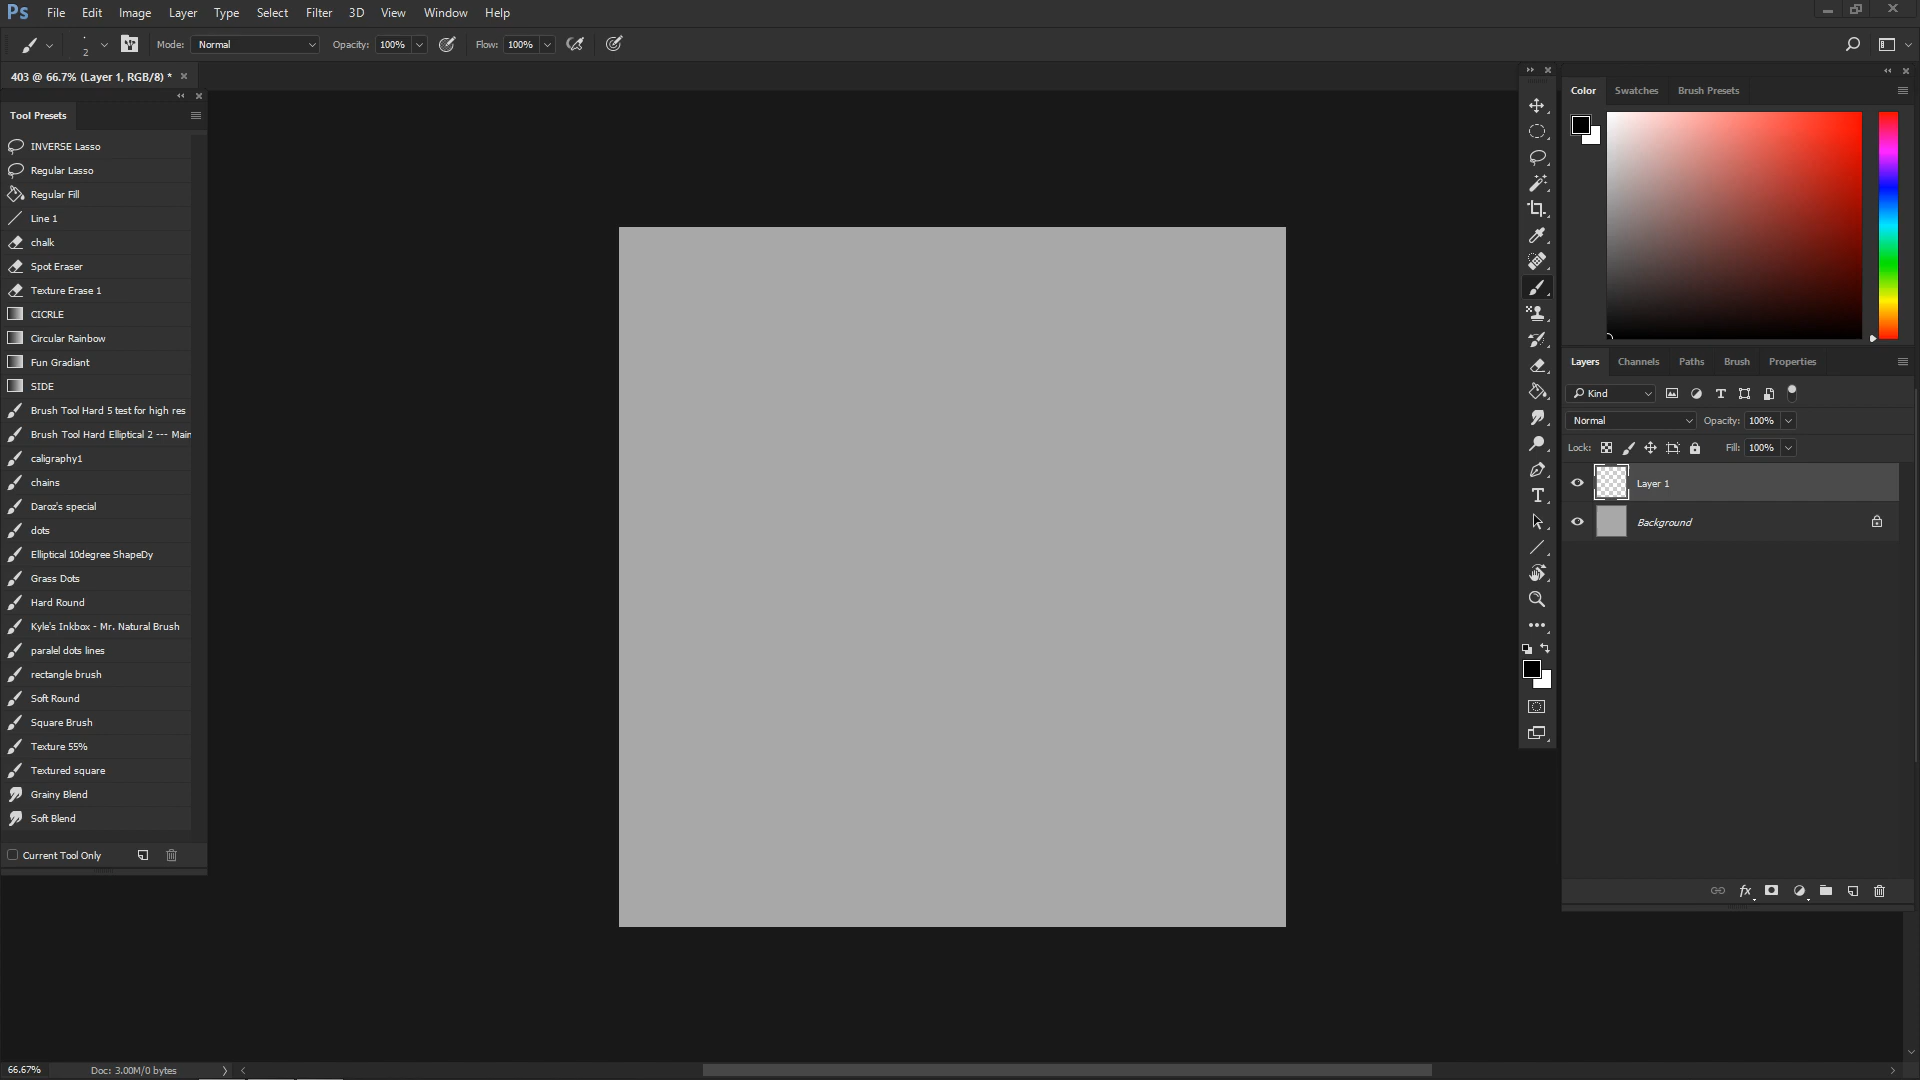 Ps File Edit Image Layer Type Select Filter 3D View Window Help
2 Mode: Normal Opacity: 100% Flow: 100%
403 @ 66.7% (Layer 1, RGB/8) *
Tool Presets
INVERSE Lasso
Regular Lasso
Regular Fill
Line 1
chalk
Spot Eraser
Texture Erase 1
CICRLE
Circular Rainbow
Fun Gradiant
SIDE
Brush Tool Hard 5 test for high res
Brush Tool Hard Elliptical 2 --- Main
caligraphy1
chains
Daroz's special
dots
Elliptical 10degree ShapeDy
Grass Dots
Hard Round
Kyle's Inkbox - Mr. Natural Brush
paralel dots lines
rectangle brush
Soft Round
Square Brush
Texture 55%
Textured square
Grainy Blend
Soft Blend
Current Tool Only
Color Swatches Brush Presets
Layers Channels Paths Brush Properties
Kind
Normal Opacity: 100%
Lock: Fill: 100%
Layer 1
Background
fx
66.67% Doc: 3.00M/0 bytes